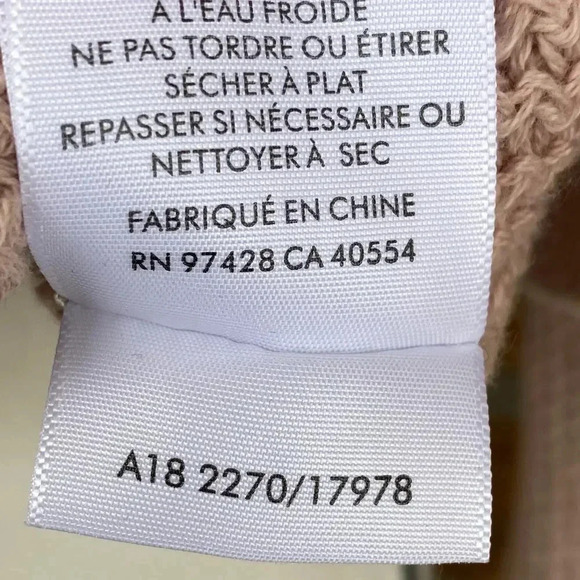 À L'EAU FROIDE
NE PAS TORDRE OU ÉTIRER
SÉCHER À PLAT
REPASSER SI NÉCESSAIRE OU
NETTOYER À SEC
FABRIQUÉ EN CHINE
RN 97428 CA 40554
A18 2270/17978